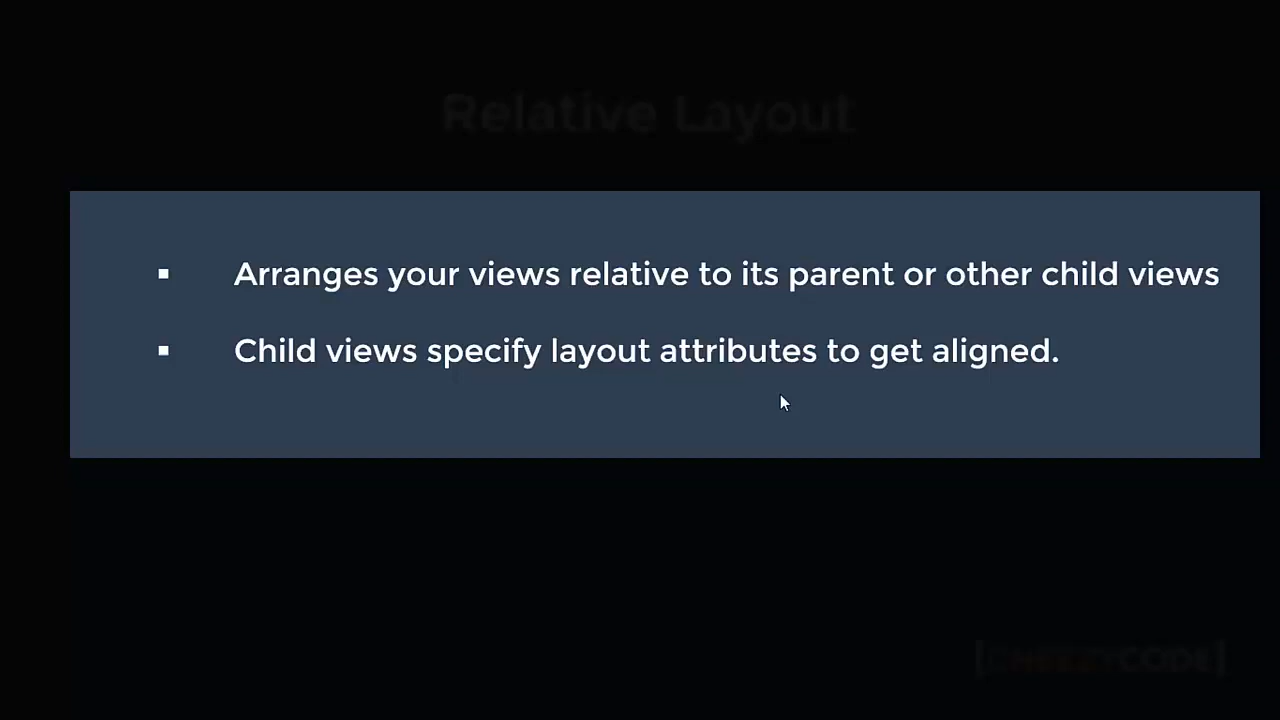 Relative Layout
▪ Arranges your views relative to its parent or other child views
▪ Child views specify layout attributes to get aligned.
[CHEEZYCODE]